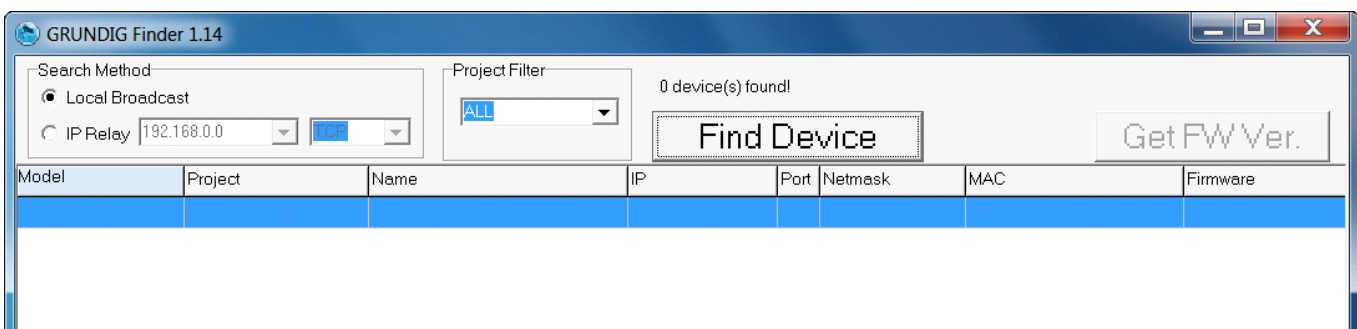 GRUNDIG Finder 1.14
Search Method
Local Broadcast
IP Relay 192.168.0.0 TCP
Project Filter
ALL
0 device(s) found!
Find Device
Get FW Ver.
Model Project Name IP Port Netmask MAC Firmware